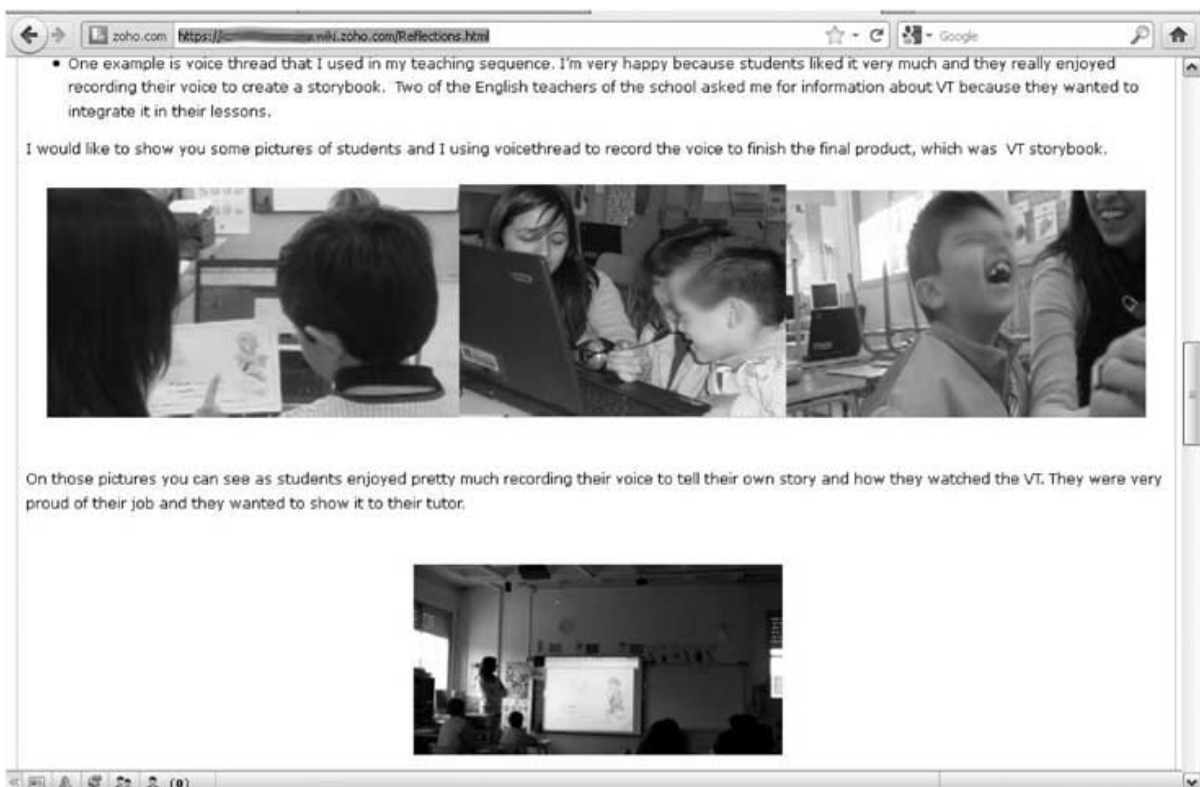 zoho.com https:// .wiki.zoho.com/Reflections.html Google
• One example is voice thread that I used in my teaching sequence. I'm very happy because students liked it very much and they really enjoyed
recording their voice to create a storybook. Two of the English teachers of the school asked me for information about VT because they wanted to
integrate it in their lessons.
I would like to show you some pictures of students and I using voicethread to record the voice to finish the final product, which was VT storybook.
On those pictures you can see as students enjoyed pretty much recording their voice to tell their own story and how they watched the VT. They were very
proud of their job and they wanted to show it to their tutor.
(0)